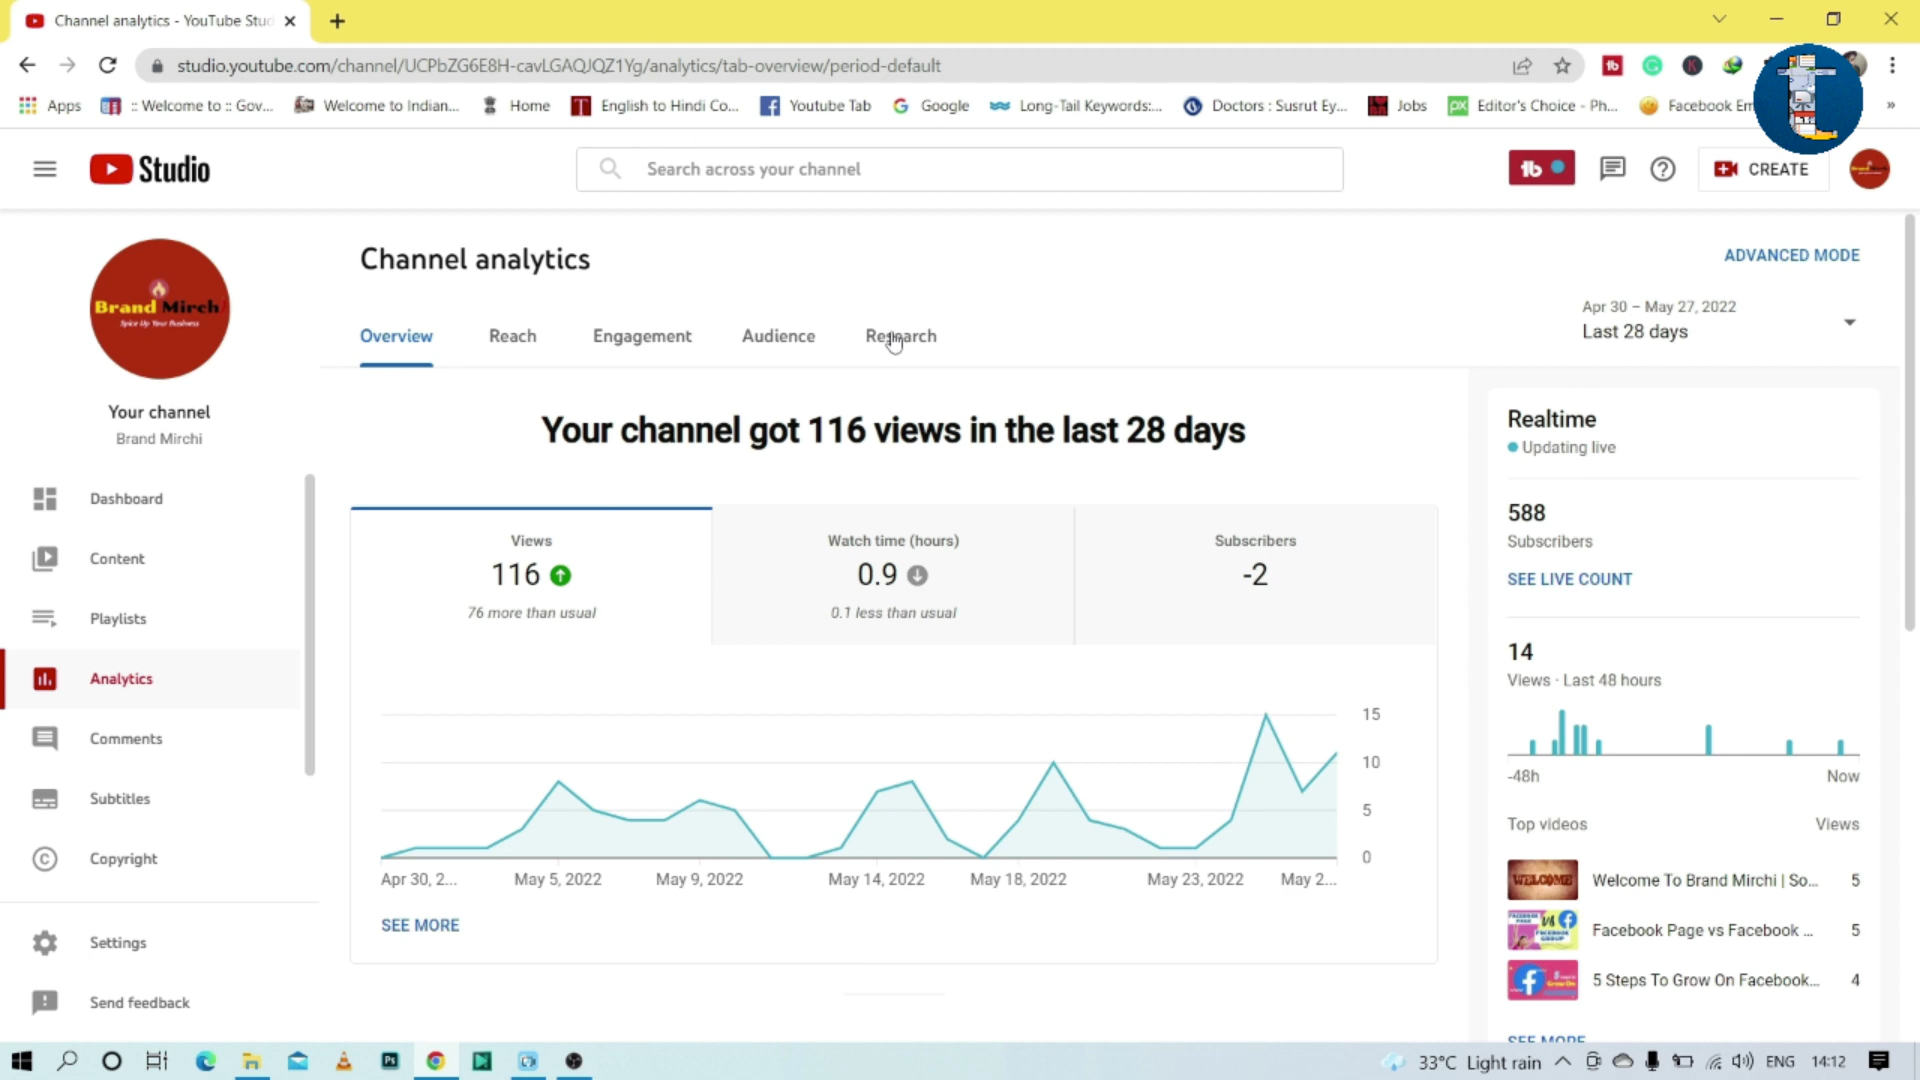 Channel analytics - YouTube Stud
studio.youtube.com/channel/UCPbZG6E8H-cavLGAQJQZ1Yg/analytics/tab-overview/period-default
Apps :: Welcome to :: Gov... Welcome to Indian... Home English to Hindi Co... Youtube Tab Google Long-Tail Keywords:... Doctors : Susrut Ey... Jobs Editor's Choice - Ph... Facebook Em
Studio
Search across your channel
CREATE
Brand Mirchi
Spice Up Your Business
Your channel
Brand Mirchi
Dashboard
Content
Playlists
Analytics
Comments
Subtitles
Copyright
Settings
Send feedback
Channel analytics
ADVANCED MODE
Overview Reach Engagement Audience Research
Apr 30 – May 27, 2022
Last 28 days
Your channel got 116 views in the last 28 days
Views
116
76 more than usual
Watch time (hours)
0.9
0.1 less than usual
Subscribers
-2
15
10
5
0
Apr 30, 2... May 5, 2022 May 9, 2022 May 14, 2022 May 18, 2022 May 23, 2022 May 2...
SEE MORE
Realtime
Updating live
588
Subscribers
SEE LIVE COUNT
14
Views · Last 48 hours
-48h Now
Top videos Views
WELCOME Welcome To Brand Mirchi | So... 5
Facebook Page vs Facebook ... 5
5 Steps To Grow On Facebook... 4
SEE MORE
33°C Light rain ENG 14:12